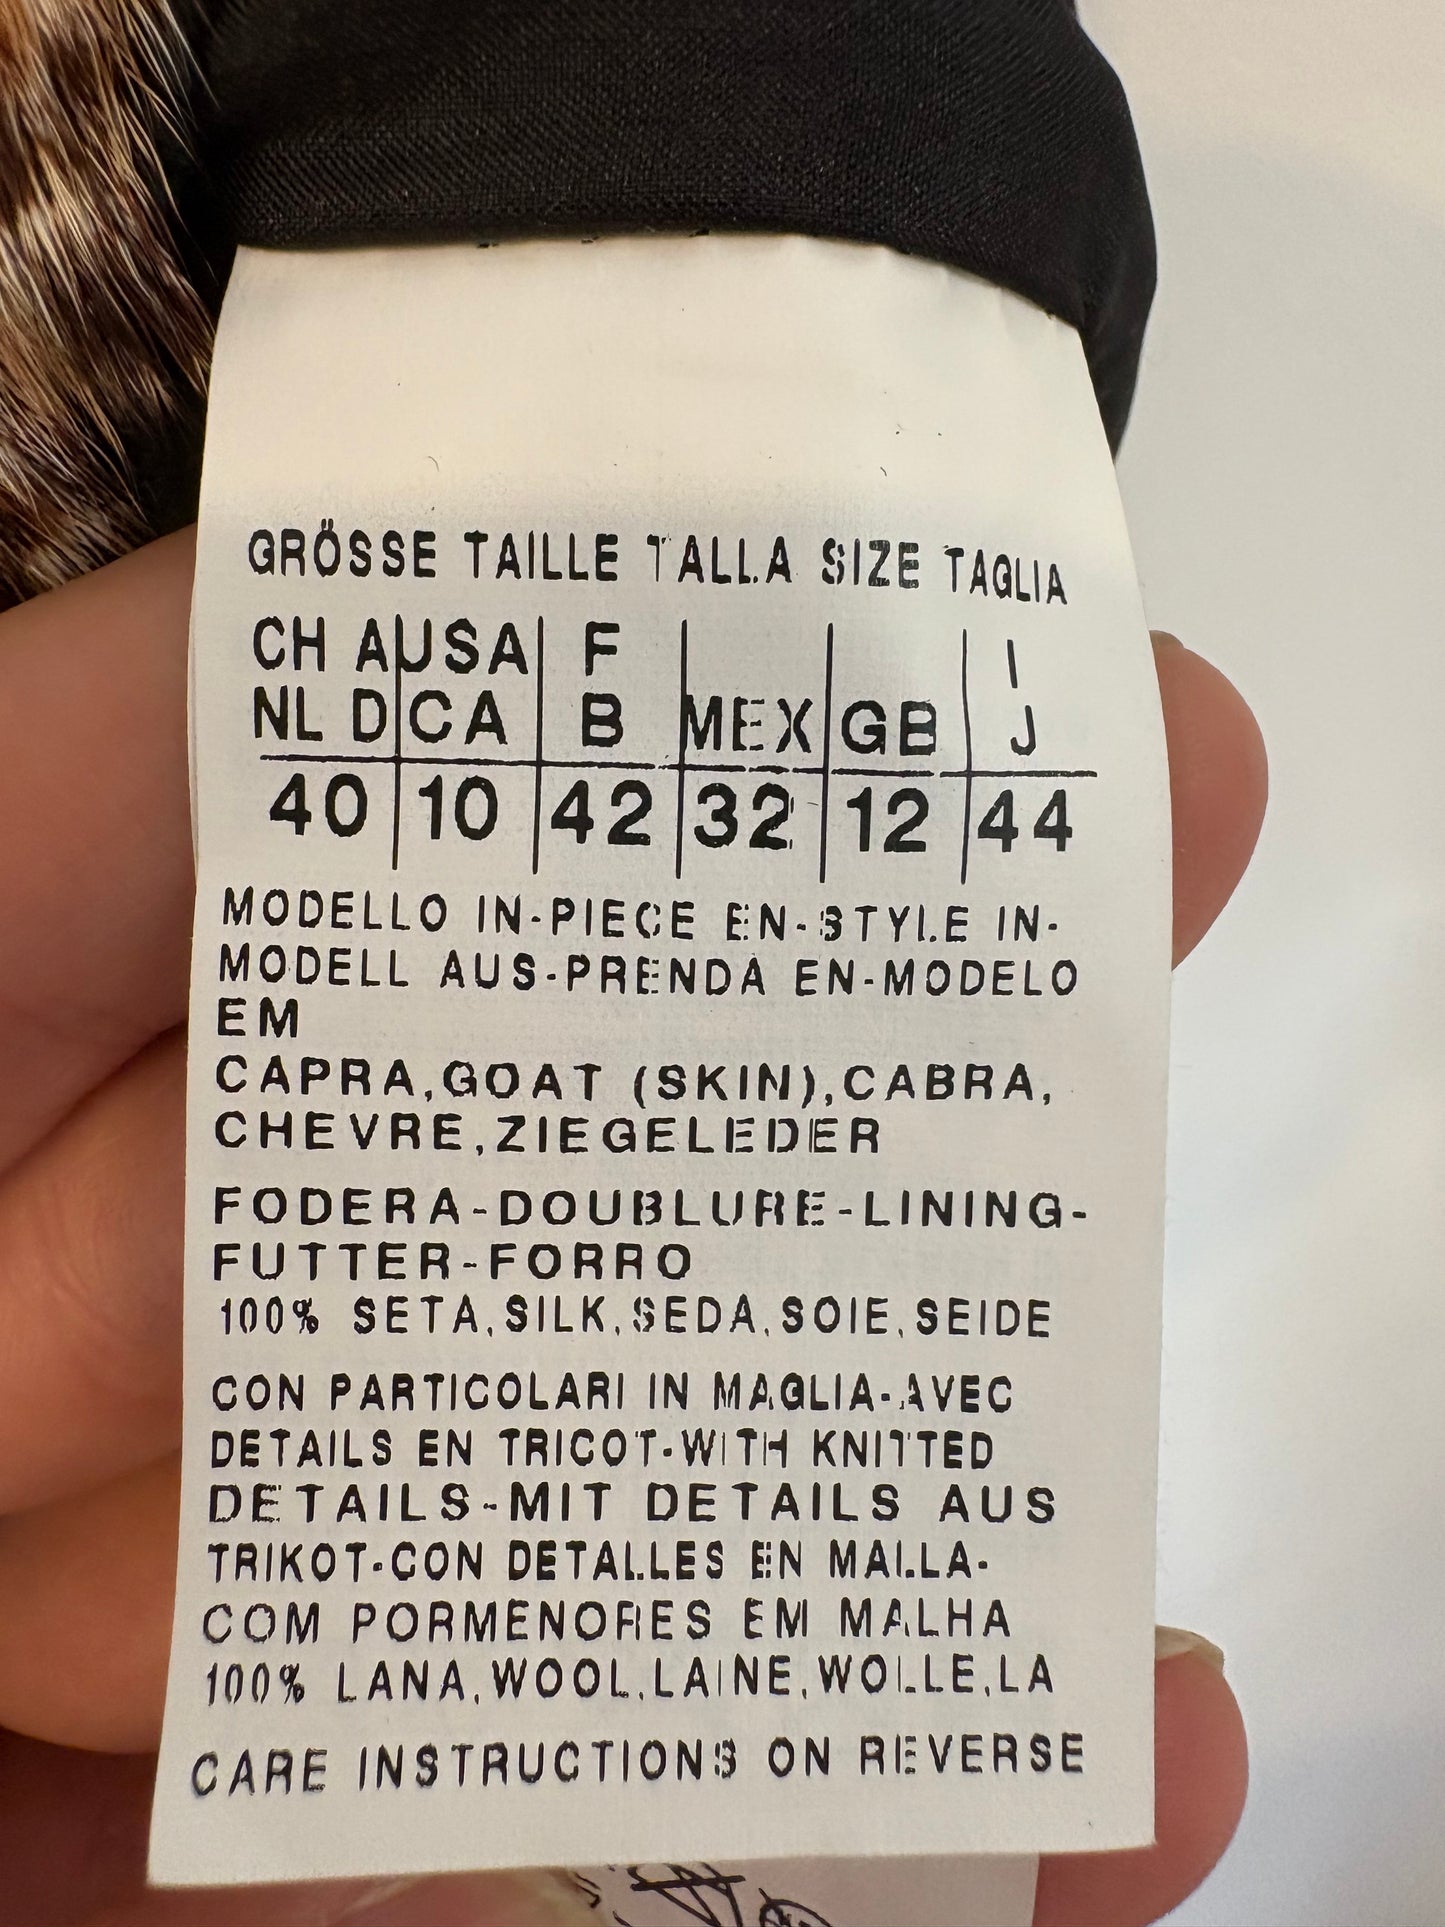 GRÖSSE TAILLE TALLA SIZE TAGLIA
CH A USA F I
NL D CA B MEX GB J
40 10 42 32 12 44
MODELLO IN-PIECE EN-STYLE IN-
MODELL AUS-PRENDA EN-MODELO
EM
CAPRA,GOAT (SKIN),CABRA,
CHEVRE,ZIEGELEDER
FODERA-DOUBLURE-LINING-
FUTTER-FORRO
100% SETA,SILK,SEDA,SOIE,SEIDE
CON PARTICOLARI IN MAGLIA-AVEC
DETAILS EN TRICOT-WITH KNITTED
DETAILS-MIT DETAILS AUS
TRIKOT-CON DETALLES EN MALLA-
COM PORMENORES EM MALHA
100% LANA,WOOL,LAINE,WOLLE,LA
CARE INSTRUCTIONS ON REVERSE